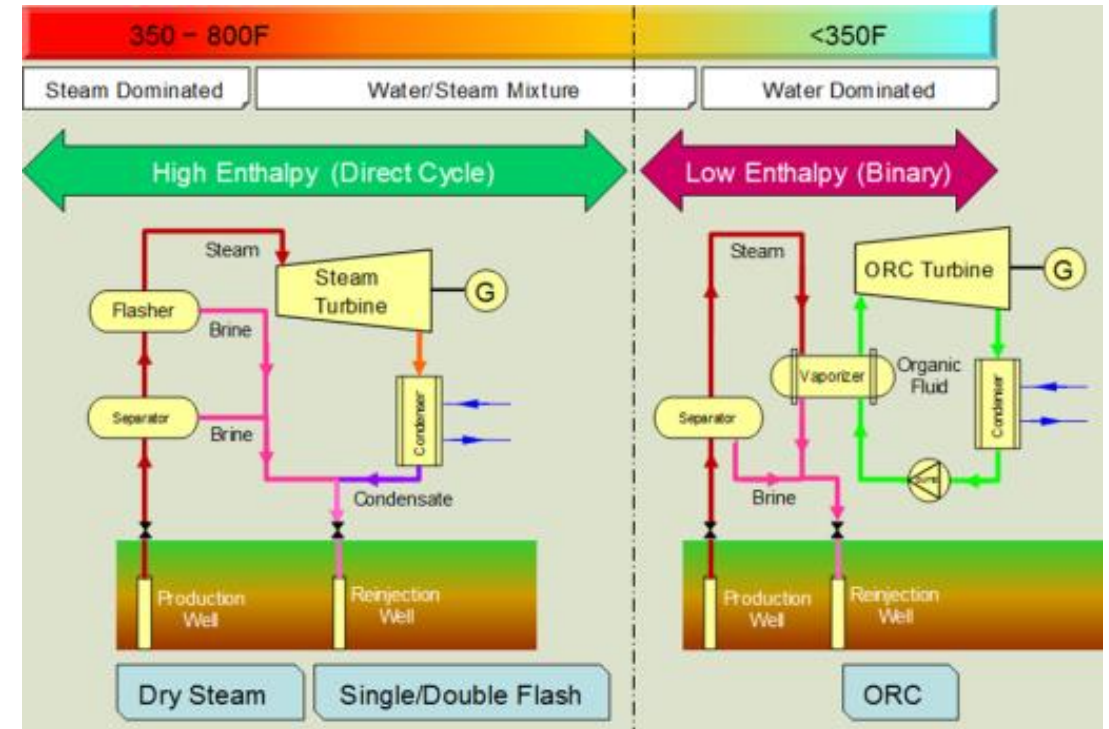 350 – 800F
<350F
Steam Dominated
Water/Steam Mixture
Water Dominated
High Enthalpy (Direct Cycle)
Low Enthalpy (Binary)
Steam
Steam
Turbine
G
Flasher
Brine
Separator
Brine
Condenser
Condensate
Production
Well
Reinjection
Well
Dry Steam
Single/Double Flash
Steam
ORC Turbine
G
Vaporizer
Organic
Fluid
Separator
Condenser
Brine
Production
Well
Reinjection
Well
ORC